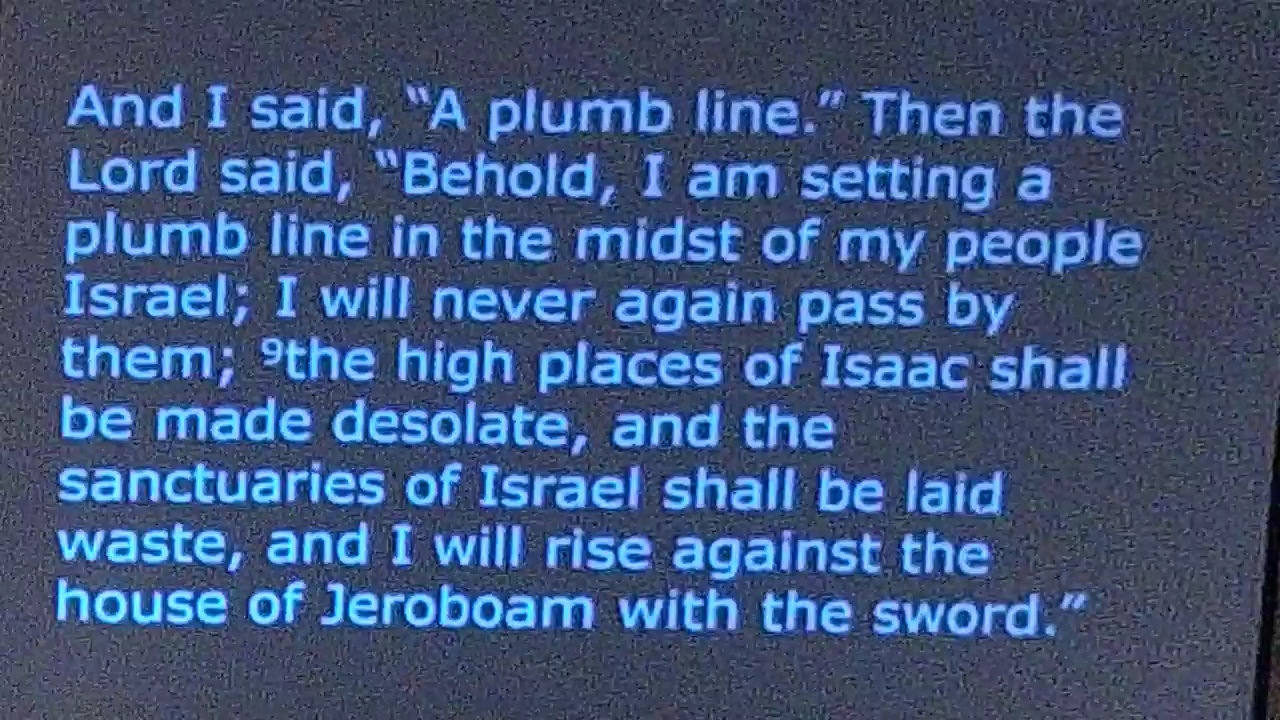 And I said, “A plumb line.” Then the
Lord said, “Behold, I am setting a
plumb line in the midst of my people
Israel; I will never again pass by
them; ⁹the high places of Isaac shall
be made desolate, and the
sanctuaries of Israel shall be laid
waste, and I will rise against the
house of Jeroboam with the sword.”